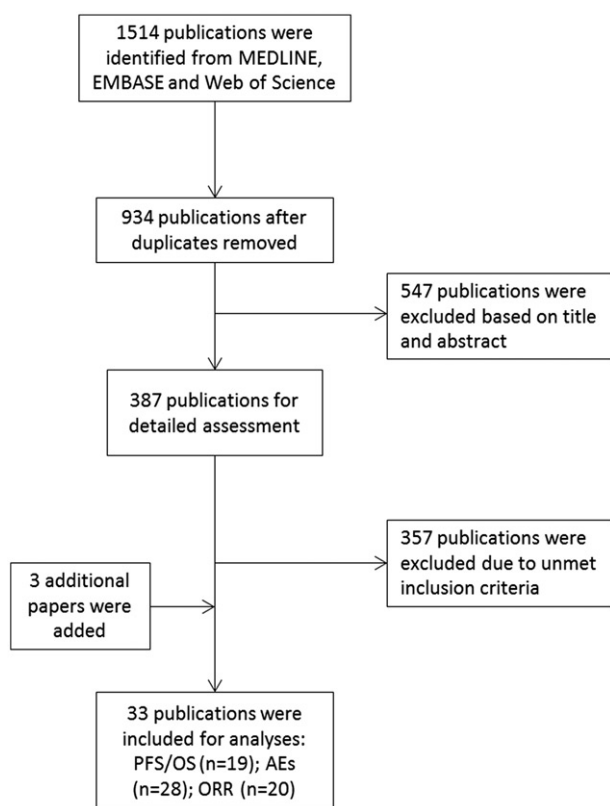 1514 publications were
identified from MEDLINE,
EMBASE and Web of Science
934 publications after
duplicates removed
547 publications were
excluded based on title
and abstract
387 publications for
detailed assessment
357 publications were
excluded due to unmet
inclusion criteria
3 additional
papers were
added
33 publications were
included for analyses:
PFS/OS (n=19); AEs
(n=28); ORR (n=20)